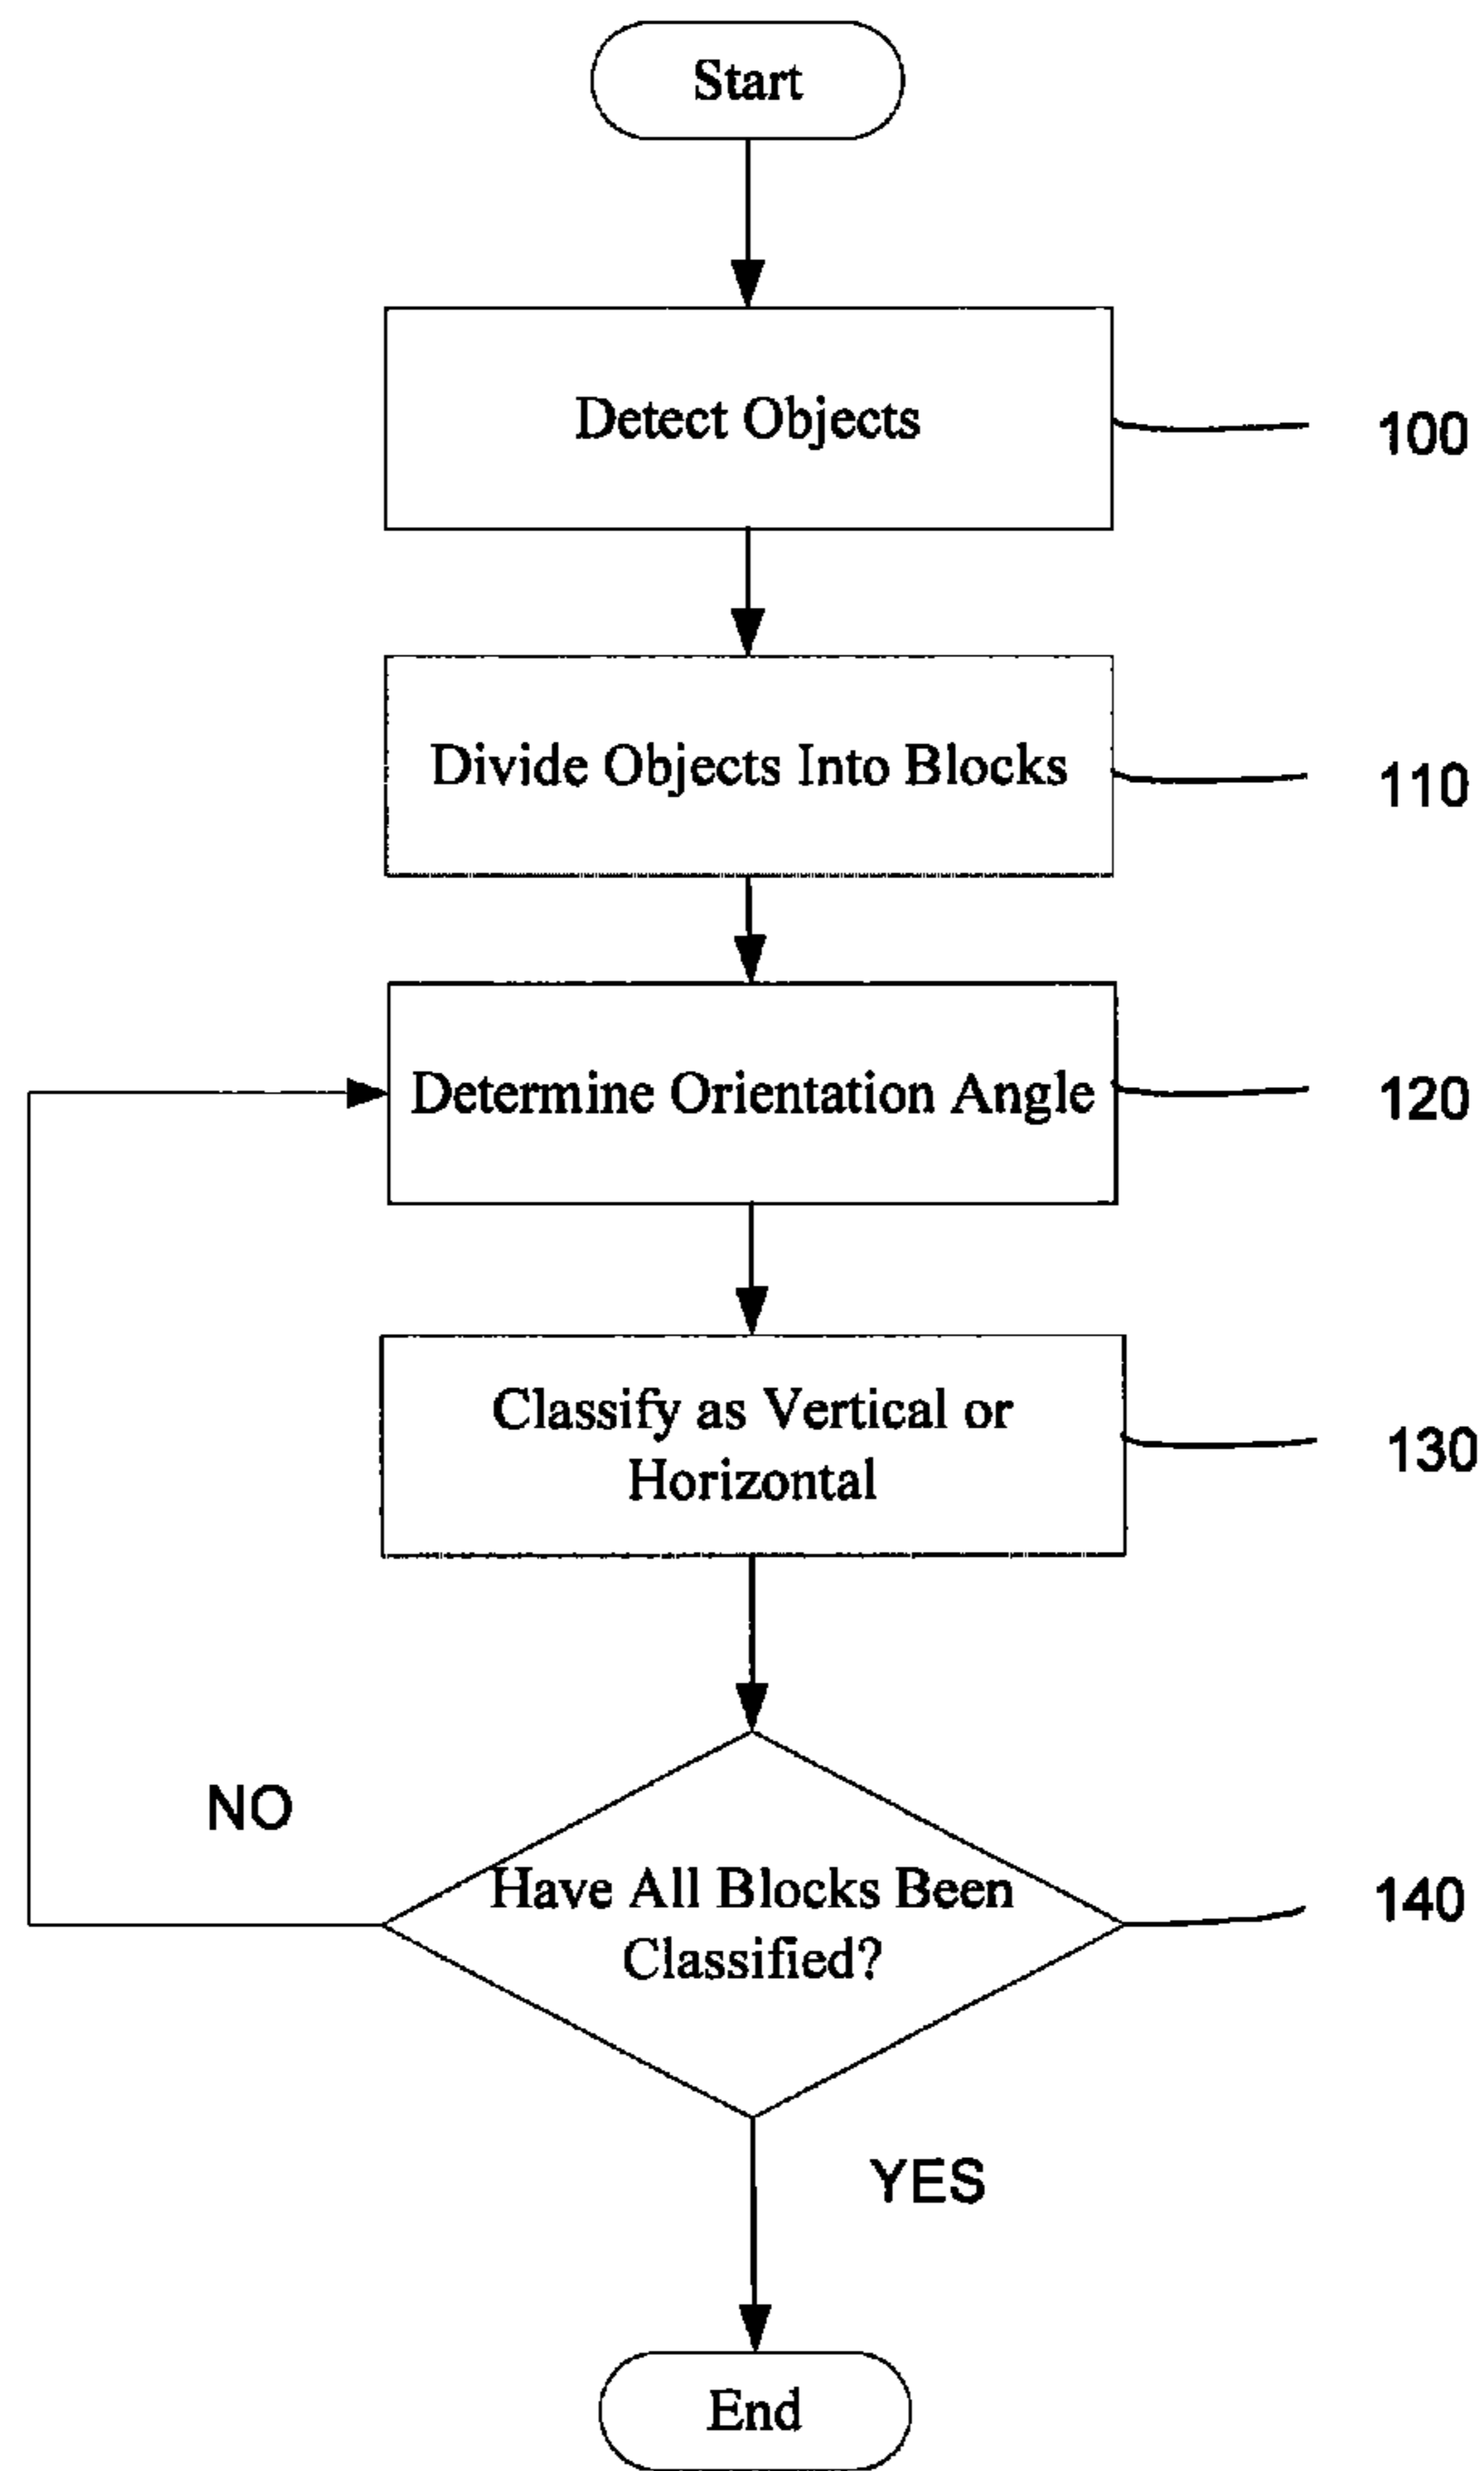 Start
Detect Objects
100
Divide Objects Into Blocks
110
Determine Orientation Angle
120
Classify as Vertical or
Horizontal
130
NO
Have All Blocks Been
Classified?
140
YES
End